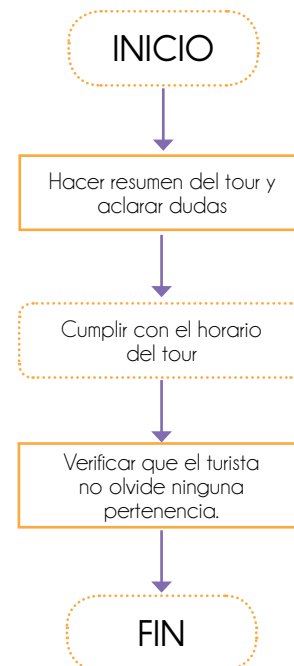 INICIO
Hacer resumen del tour y
aclarar dudas
Cumplir con el horario
del tour
Verificar que el turista
no olvide ninguna
pertenencia.
FIN